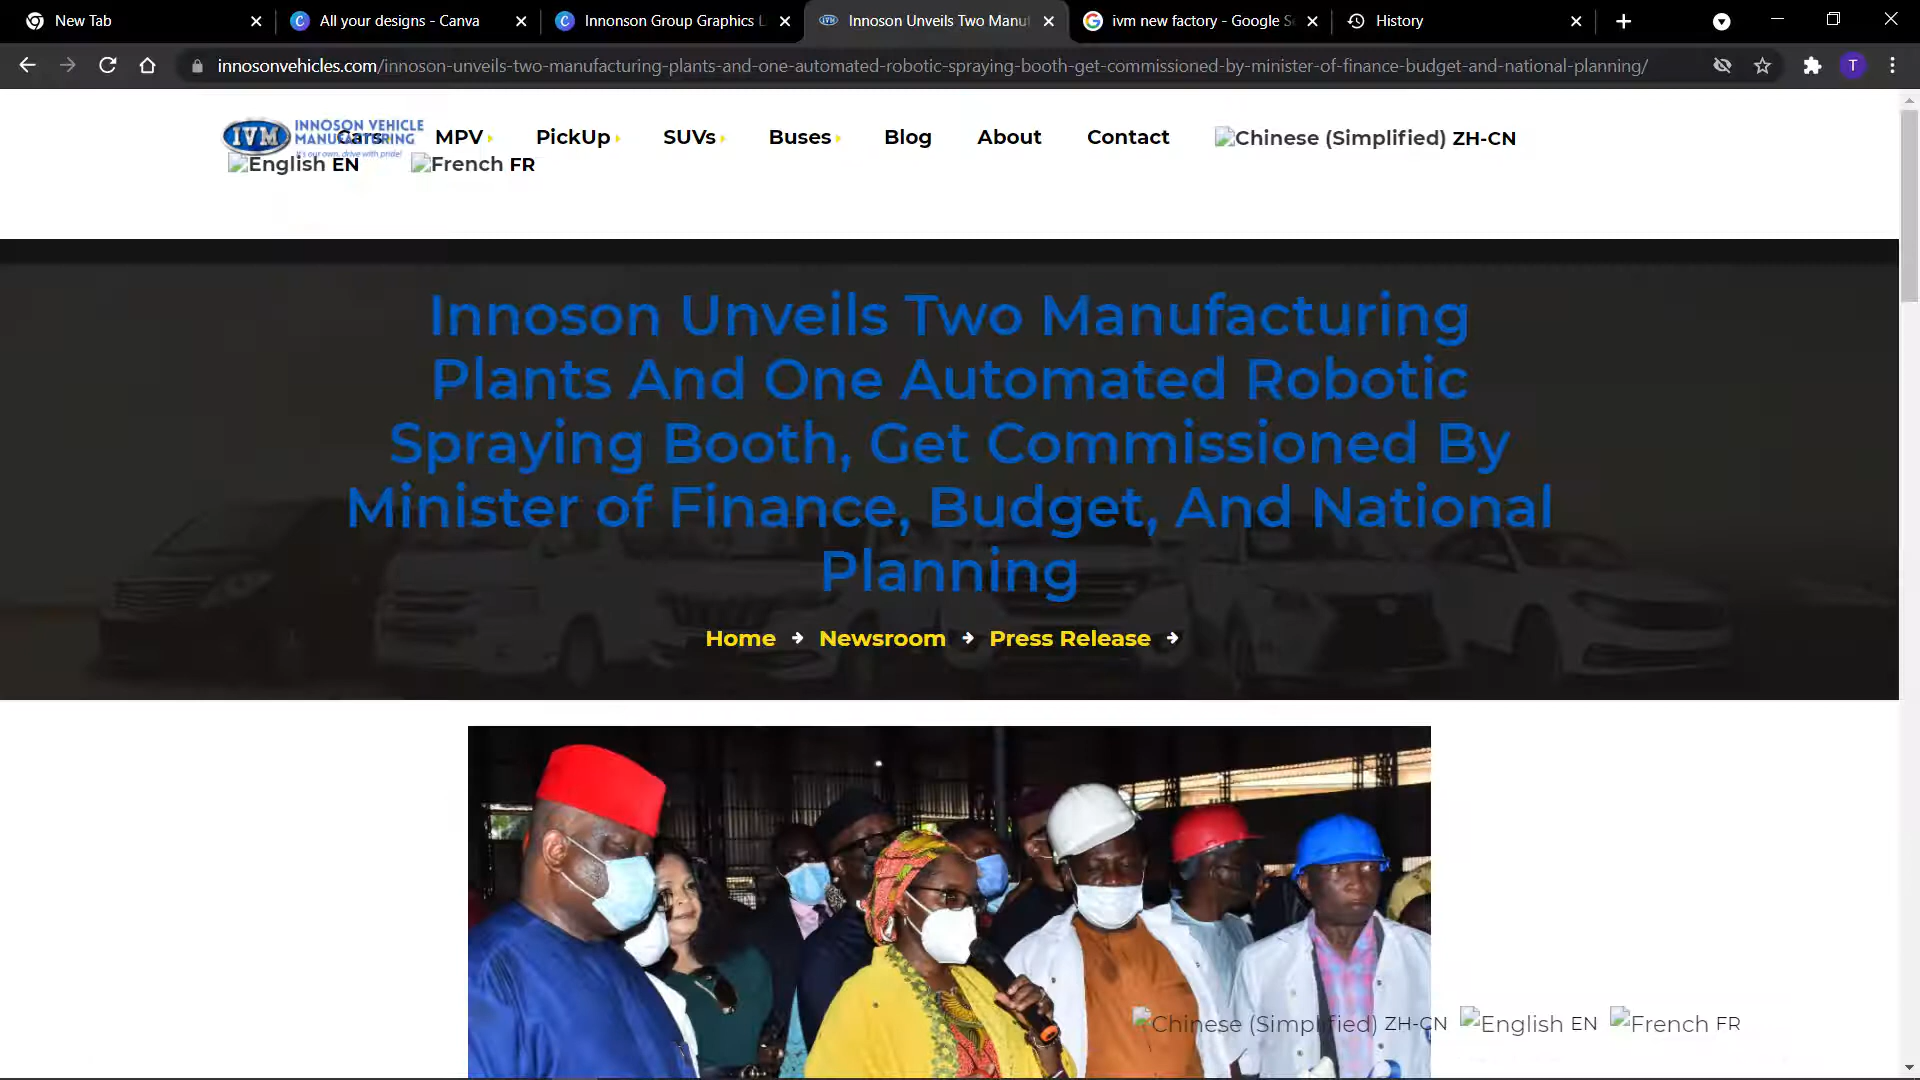 New Tab
All your designs - Canva
Innonson Group Graphics
Innoson Unveils Two Manuf
ivm new factory - Google Se
History
innosonvehicles.com/innoson-unveils-two-manufacturing-plants-and-one-automated-robotic-spraying-booth-get-commissioned-by-minister-of-finance-budget-and-national-planning/
T
IVM
INNOSON VEHICLE
MANUFACTURING
It's our own, drive with pride!
Cars
MPV
PickUp
SUVs
Buses
Blog
About
Contact
Chinese (Simplified) ZH-CN
English EN
French FR
Innoson Unveils Two Manufacturing
Plants And One Automated Robotic
Spraying Booth, Get Commissioned By
Minister of Finance, Budget, And National
Planning
Home
Newsroom
Press Release
Chinese (Simplified) ZH-CN
English EN
French FR